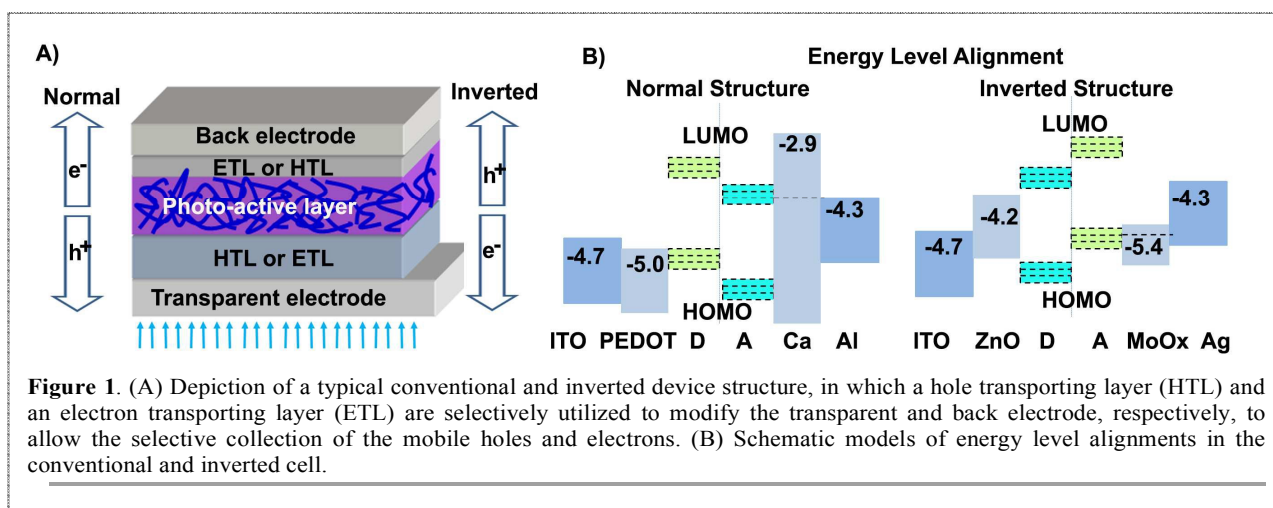 A)
Normal
Inverted
Back electrode
e-
ETL or HTL
h+
Photo-active layer
h+
HTL or ETL
e-
Transparent electrode
B)
Energy Level Alignment
Normal Structure
Inverted Structure
LUMO
LUMO
-2.9
-4.3
-4.7
-5.0
HOMO
ITO PEDOT D A Ca Al
-4.2
-4.3
-4.7
-5.4
HOMO
ITO ZnO D A MoOx Ag
Figure 1. (A) Depiction of a typical conventional and inverted device structure, in which a hole transporting layer (HTL) and
an electron transporting layer (ETL) are selectively utilized to modify the transparent and back electrode, respectively, to
allow the selective collection of the mobile holes and electrons. (B) Schematic models of energy level alignments in the
conventional and inverted cell.